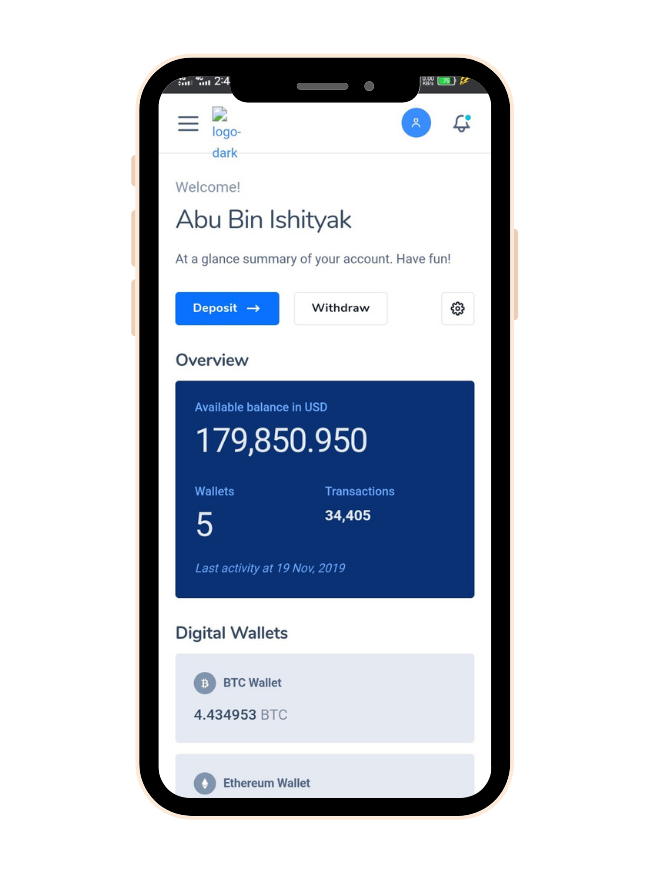 2:4
logo-
dark
Welcome!
Abu Bin Ishityak
At a glance summary of your account. Have fun!
Deposit → Withdraw
Overview
Available balance in USD
179,850.950
Wallets Transactions
5 34,405
Last activity at 19 Nov, 2019
Digital Wallets
BTC Wallet
4.434953 BTC
Ethereum Wallet